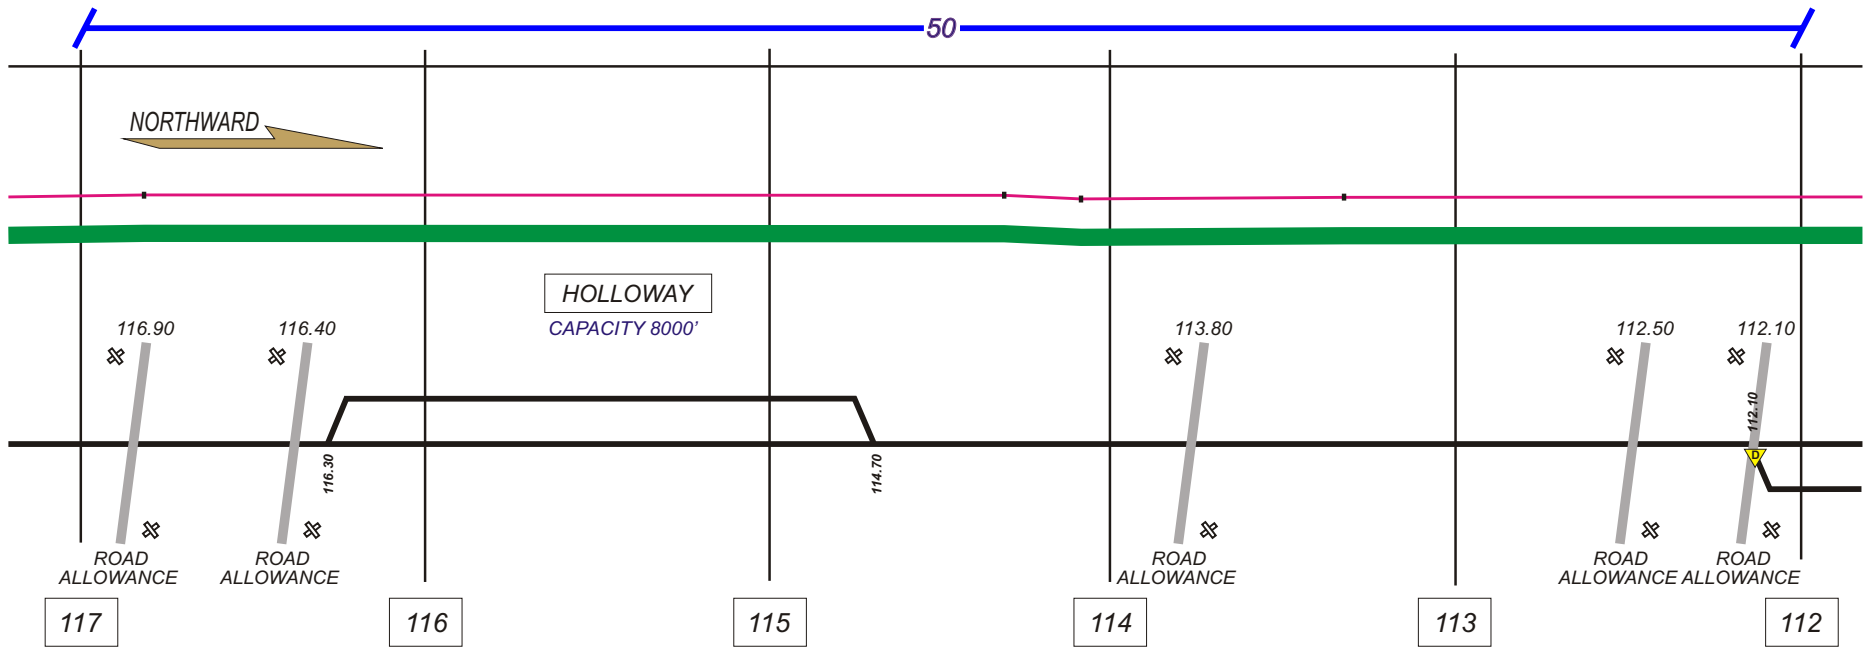 50
NORTHWARD
HOLLOWAY
CAPACITY 8000'
116.90
116.40
113.80
112.50
112.10
112.10
116.30
114.70
D
ROAD
ALLOWANCE
ROAD
ALLOWANCE
ROAD
ALLOWANCE
ROAD
ALLOWANCE
ROAD
ALLOWANCE
117
116
115
114
113
112